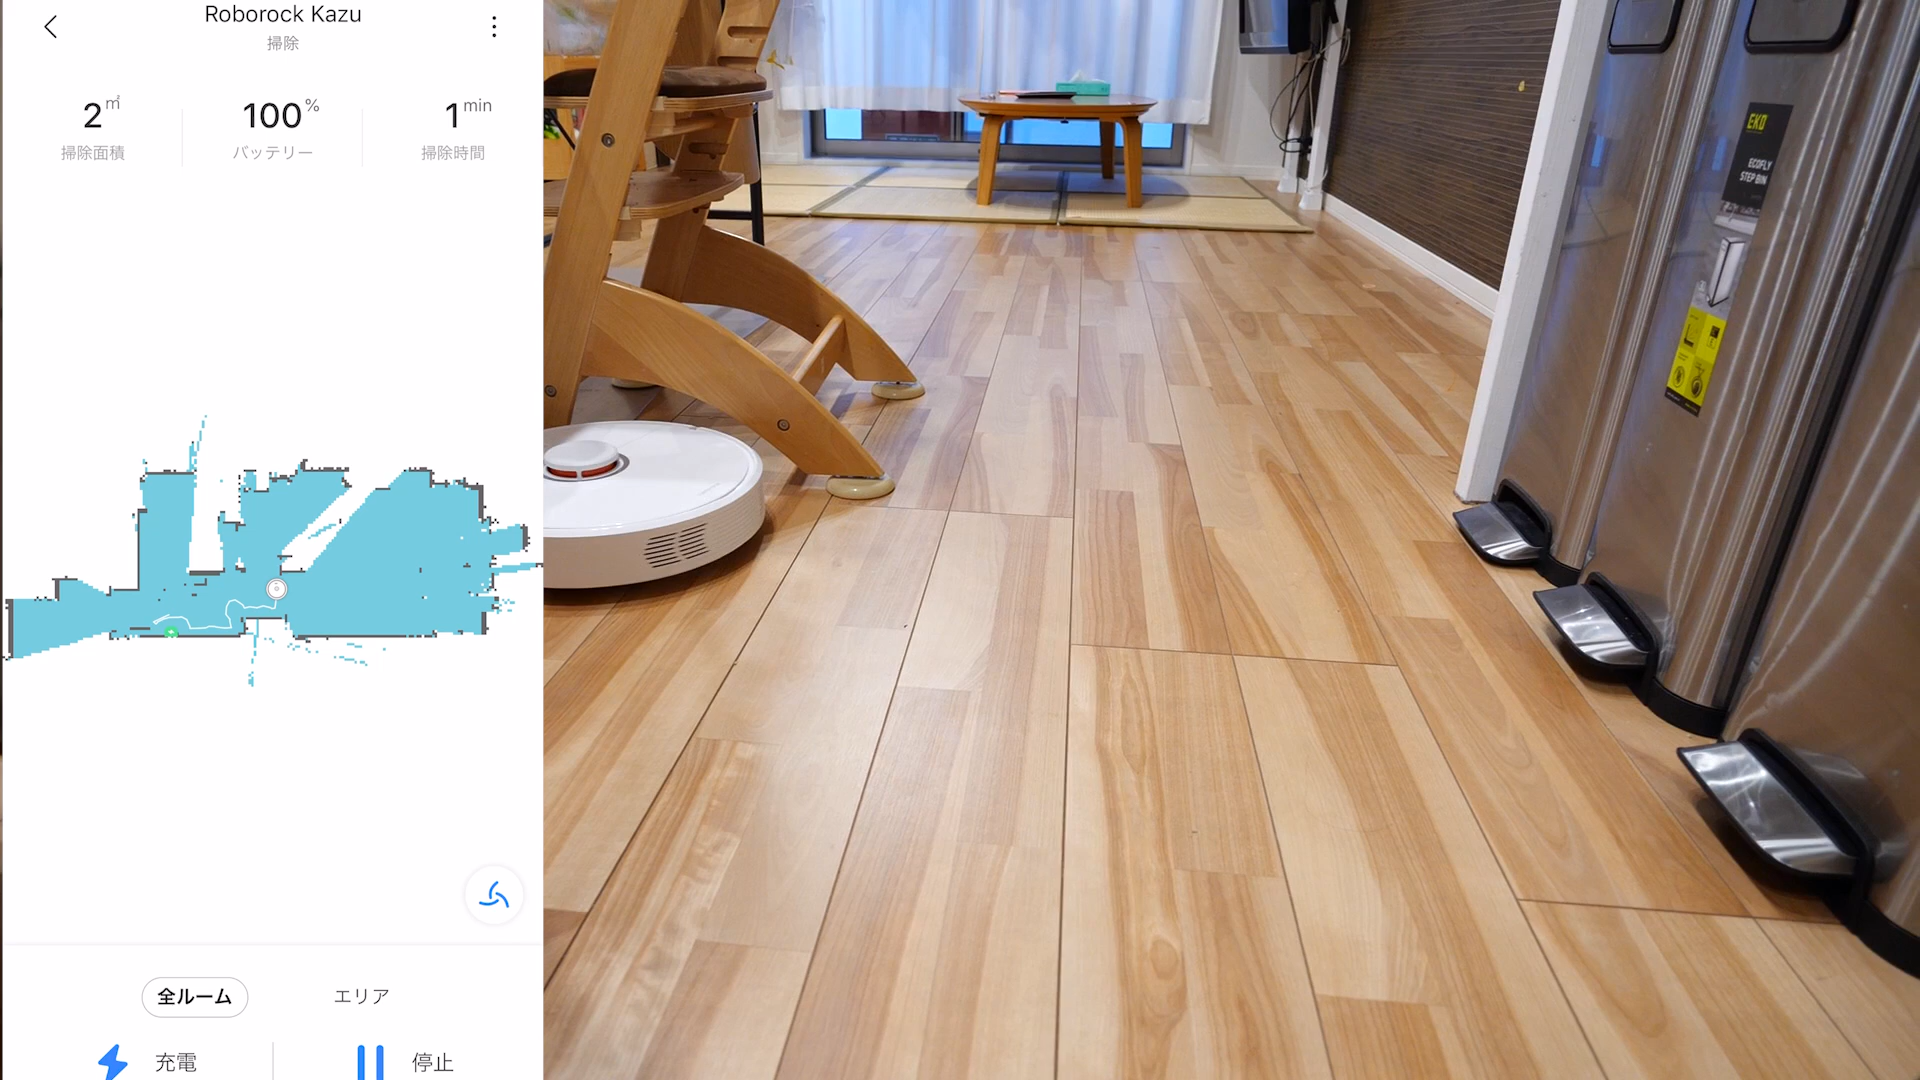 Roborock Kazu
掃除
2㎡
100%
1min
掃除面積
バッテリー
掃除時間
全ルーム
エリア
充電
停止
EKO
ECOFLY
STEP BIN